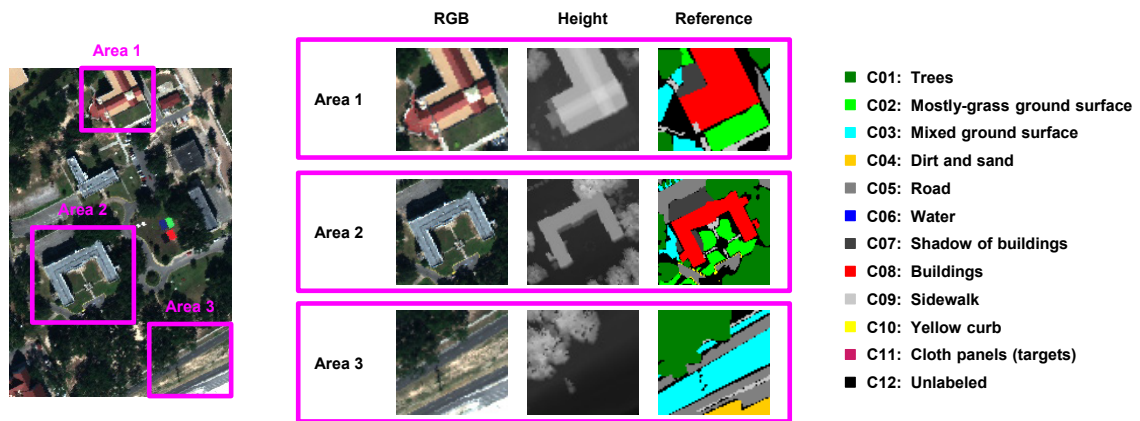 RGB Height Reference
Area 1
Area 2
Area 3
Area 1
Area 2
Area 3
C01: Trees
C02: Mostly-grass ground surface
C03: Mixed ground surface
C04: Dirt and sand
C05: Road
C06: Water
C07: Shadow of buildings
C08: Buildings
C09: Sidewalk
C10: Yellow curb
C11: Cloth panels (targets)
C12: Unlabeled